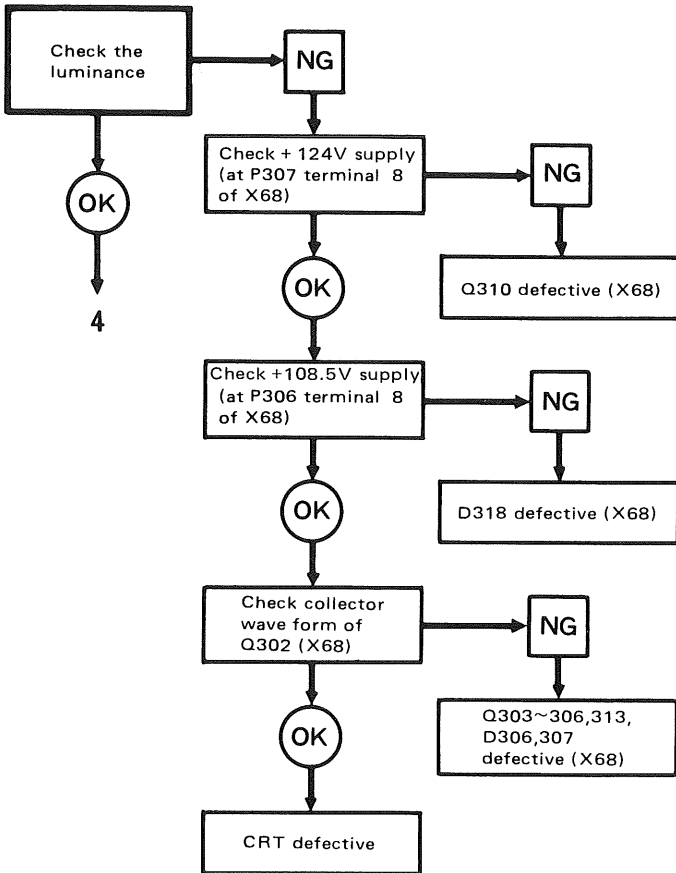 Check the
luminance
NG
OK
4
Check + 124V supply
(at P307 terminal 8
of X68)
NG
Q310 defective (X68)
OK
Check +108.5V supply
(at P306 terminal 8
of X68)
NG
D318 defective (X68)
OK
Check collector
wave form of
Q302 (X68)
NG
Q303~306,313,
D306,307
defective (X68)
OK
CRT defective